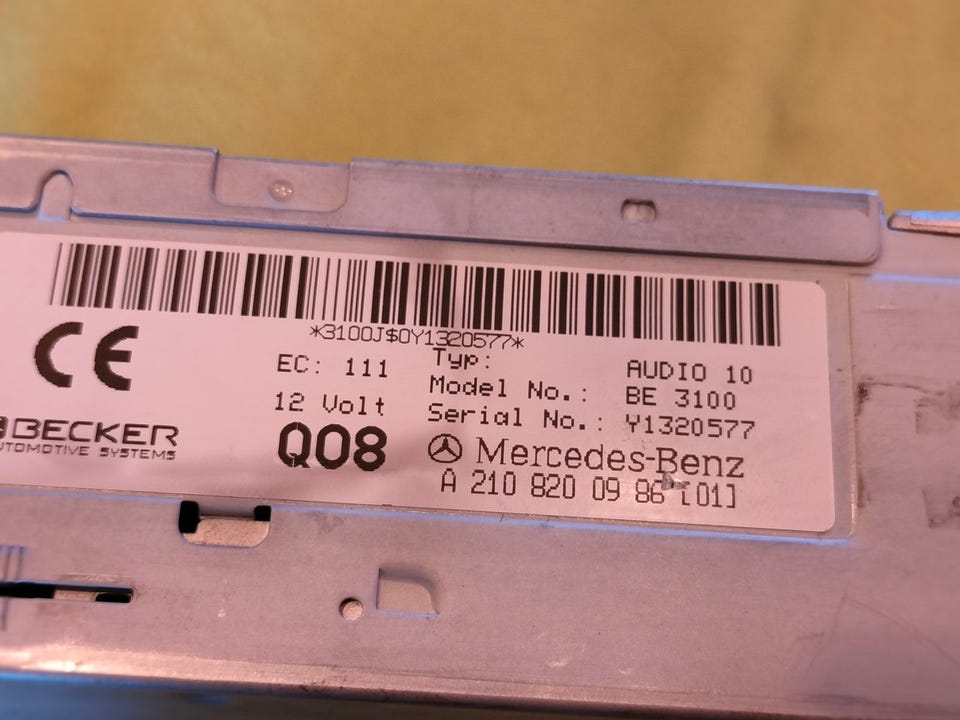 *3100J$0Y1320577*
CE
EC: 111
12 Volt
Q08
Typ: AUDIO 10
Model No.: BE 3100
Serial No.: Y1320577
BECKER
AUTOMOTIVE SYSTEMS
Mercedes-Benz
A 210 820 09 86 [01]